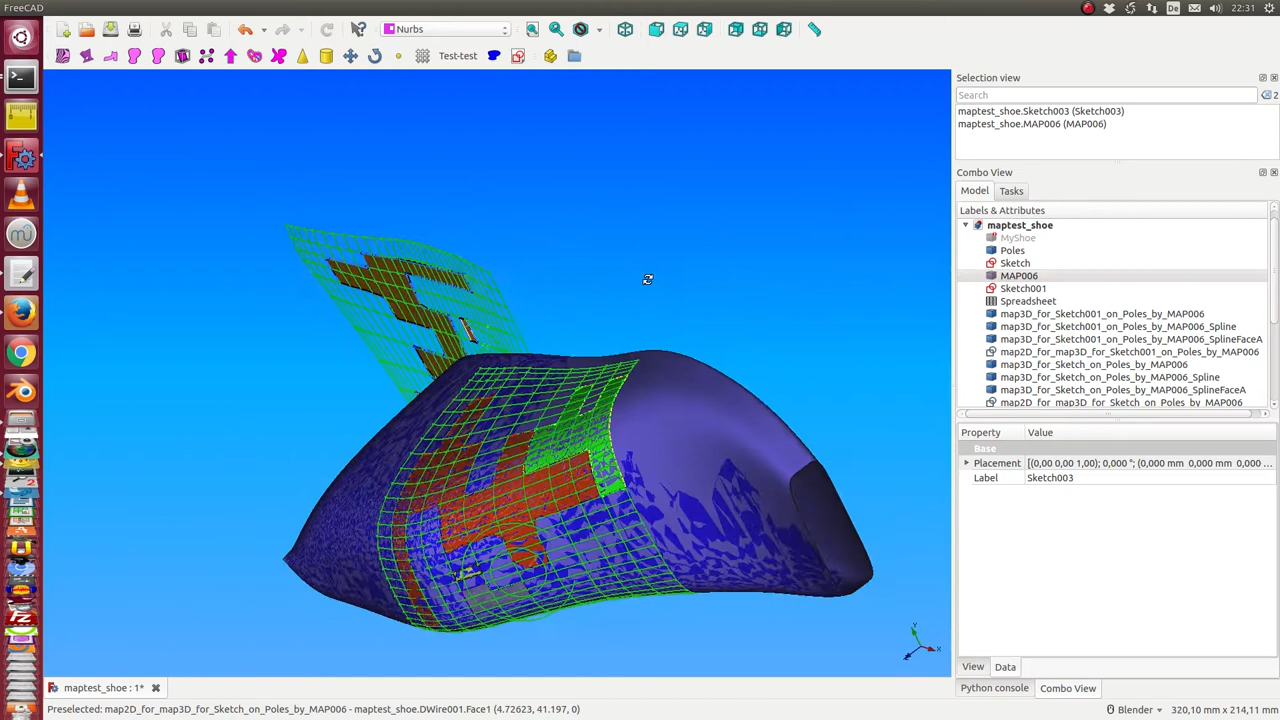 FreeCAD
De
22:31
Nurbs
Test-test
Selection view
Search
2
maptest_shoe.Sketch003 (Sketch003)
maptest_shoe.MAP006 (MAP006)
Combo View
Model
Tasks
Labels & Attributes
maptest_shoe
MyShoe
Poles
Sketch
MAP006
Sketch001
Spreadsheet
map3D_for_Sketch001_on_Poles_by_MAP006
map3D_for_Sketch001_on_Poles_by_MAP006_Spline
map3D_for_Sketch001_on_Poles_by_MAP006_SplineFaceA
map2D_for_map3D_for_Sketch001_on_Poles_by_MAP006
map3D_for_Sketch_on_Poles_by_MAP006
map3D_for_Sketch_on_Poles_by_MAP006_Spline
map3D_for_Sketch_on_Poles_by_MAP006_SplineFaceA
map2D_for_map3D_for_Sketch_on_Poles_by_MAP006
Property Value
Base
Placement [(0,00 0,00 1,00); 0,000 °; (0,000 mm 0,000 mm 0,000 ...
Label Sketch003
Y
X
View
Data
maptest_shoe : 1*
Python console
Combo View
Preselected: map2D_for_map3D_for_Sketch_on_Poles_by_MAP006 - maptest_shoe.DWire001.Face1 (4.72623, 41.197, 0)
Blender
320,10 mm x 214,11 mm